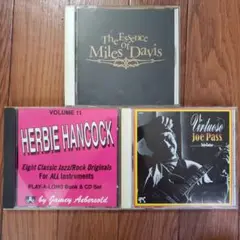 The Essence
Of
Miles Davis
VOLUME 11
HERBIE HANCOCK
Eight Classic Jazz/Rock Originals
For ALL Instruments
PLAY-A-LONG Book & CD Set
by Jamey Aebersold
Virtuoso
Joe Pass